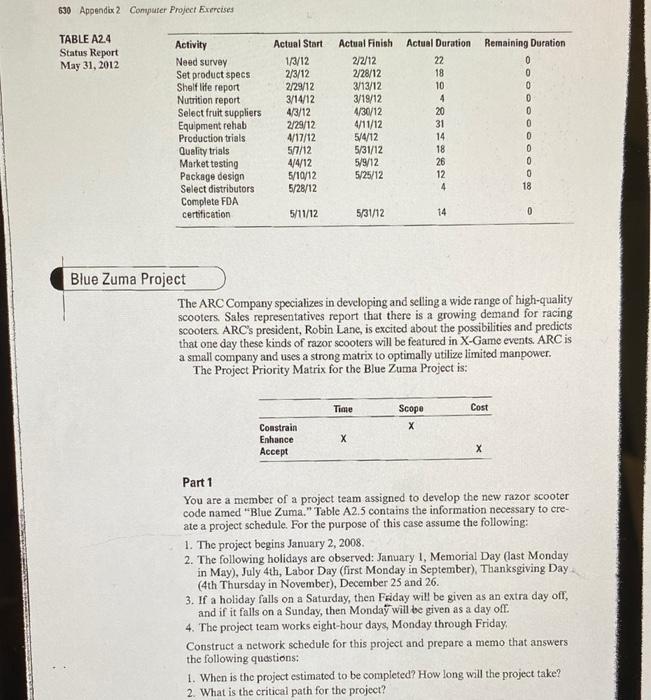 630 Appendix 2 Computer Project Exercises
TABLE A2.4
Status Report
May 31, 2012
Activity Actual Start Actual Finish Actual Duration Remaining Duration
Need survey 1/3/12 2/2/12 22 0
Set product specs 2/3/12 2/28/12 18 0
Shelf life report 2/29/12 3/13/12 10 0
Nutrition report 3/14/12 3/19/12 4 0
Select fruit suppliers 4/3/12 4/30/12 20 0
Equipment rehab 2/29/12 4/11/12 31 0
Production trials 4/17/12 5/4/12 14 0
Quality trials 5/7/12 5/31/12 18 0
Market testing 4/4/12 5/9/12 26 0
Package design 5/10/12 5/25/12 12 0
Select distributors 5/28/12 4 18
Complete FDA
certification 5/11/12 5/31/12 14 0
Blue Zuma Project
The ARC Company specializes in developing and selling a wide range of high-quality
scooters. Sales representatives report that there is a growing demand for racing
scooters. ARC's president, Robin Lane, is excited about the possibilities and predicts
that one day these kinds of razor scooters will be featured in X-Game events. ARC is
a small company and uses a strong matrix to optimally utilize limited manpower.
The Project Priority Matrix for the Blue Zuma Project is:
Time Scope Cost
Constrain X
Enhance X
Accept X
Part 1
You are a member of a project team assigned to develop the new razor scooter
code named "Blue Zuma." Table A2.5 contains the information necessary to cre-
ate a project schedule. For the purpose of this case assume the following:
1. The project begins January 2, 2008.
2. The following holidays are observed: January 1, Memorial Day (last Monday
in May), July 4th, Labor Day (first Monday in September), Thanksgiving Day
(4th Thursday in November), December 25 and 26.
3. If a holiday falls on a Saturday, then Friday will be given as an extra day off,
and if it falls on a Sunday, then Monday will be given as a day off.
4. The project team works eight-hour days, Monday through Friday.
Construct a network schedule for this project and prepare a memo that answers
the following questions:
1. When is the project estimated to be completed? How long will the project take?
2. What is the critical path for the project?